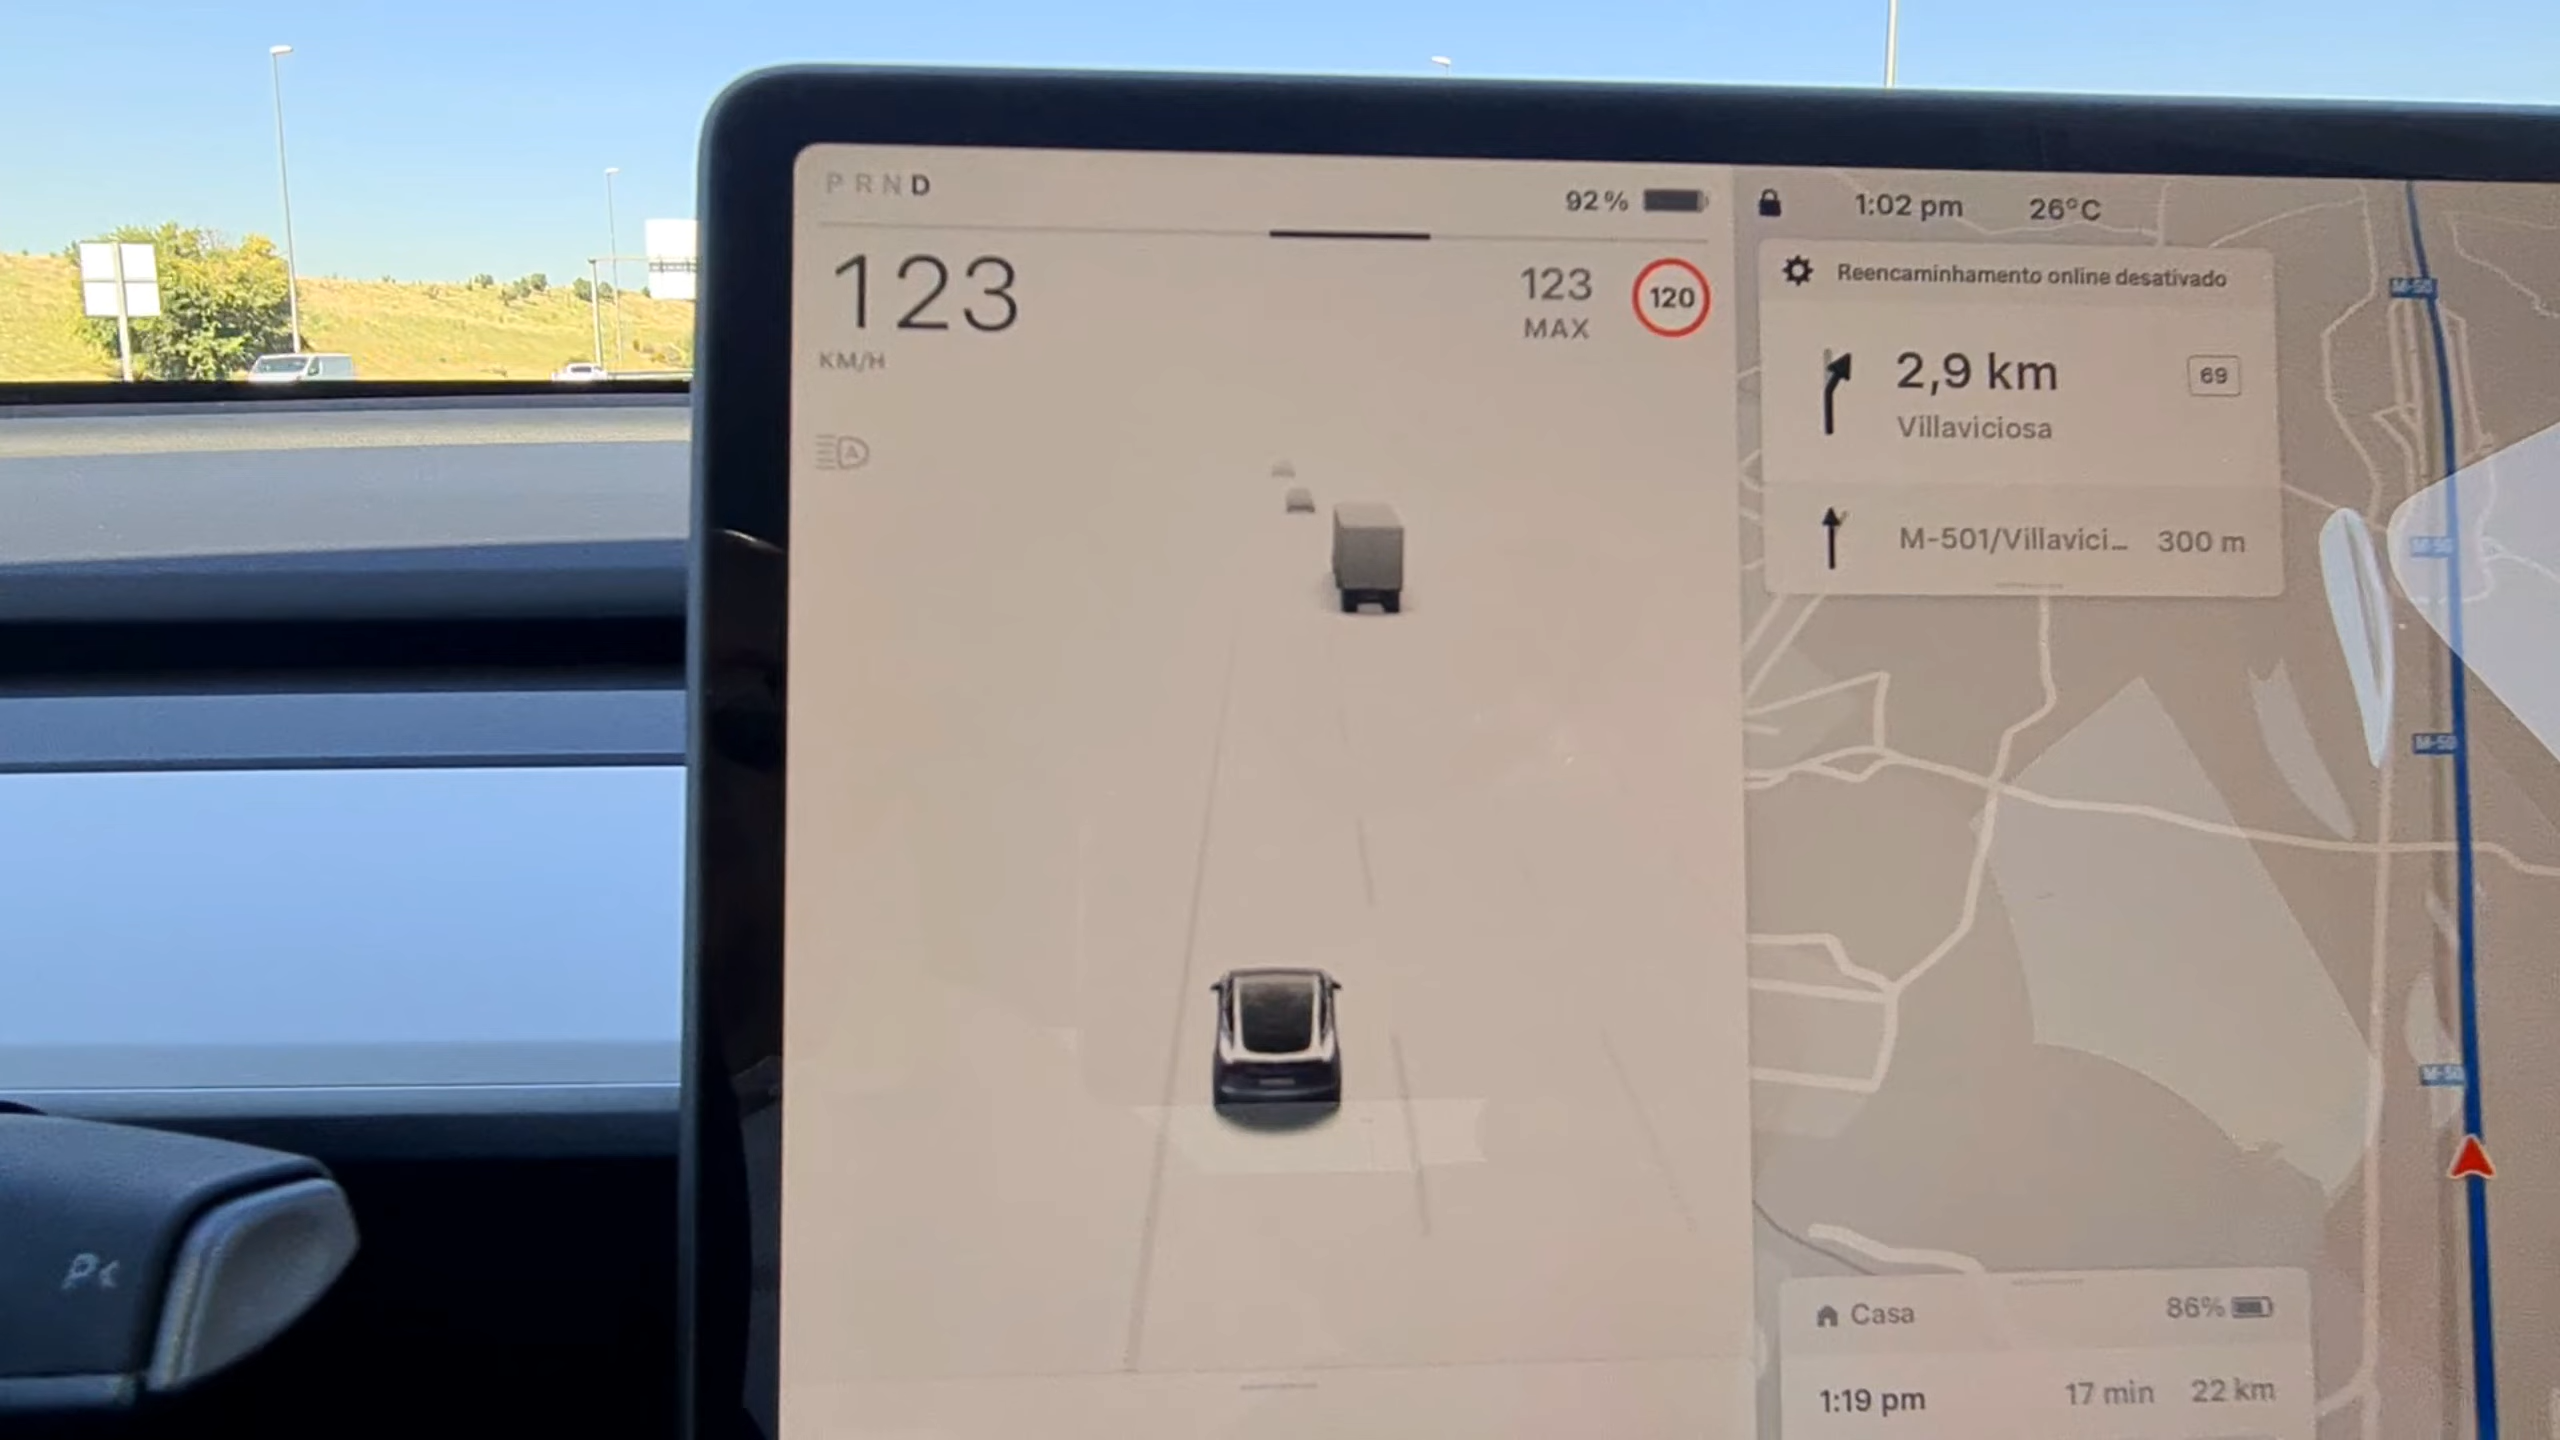 P R N D
92 %
123
KM/H
123
MAX
120
A
1:02 pm
26°C
Reencaminhamento online desativado
2,9 km
69
Villaviciosa
M-501/Villavici...
300 m
M-50
M-50
M-50
M-50
Casa
86%
1:19 pm
17 min
22 km
P